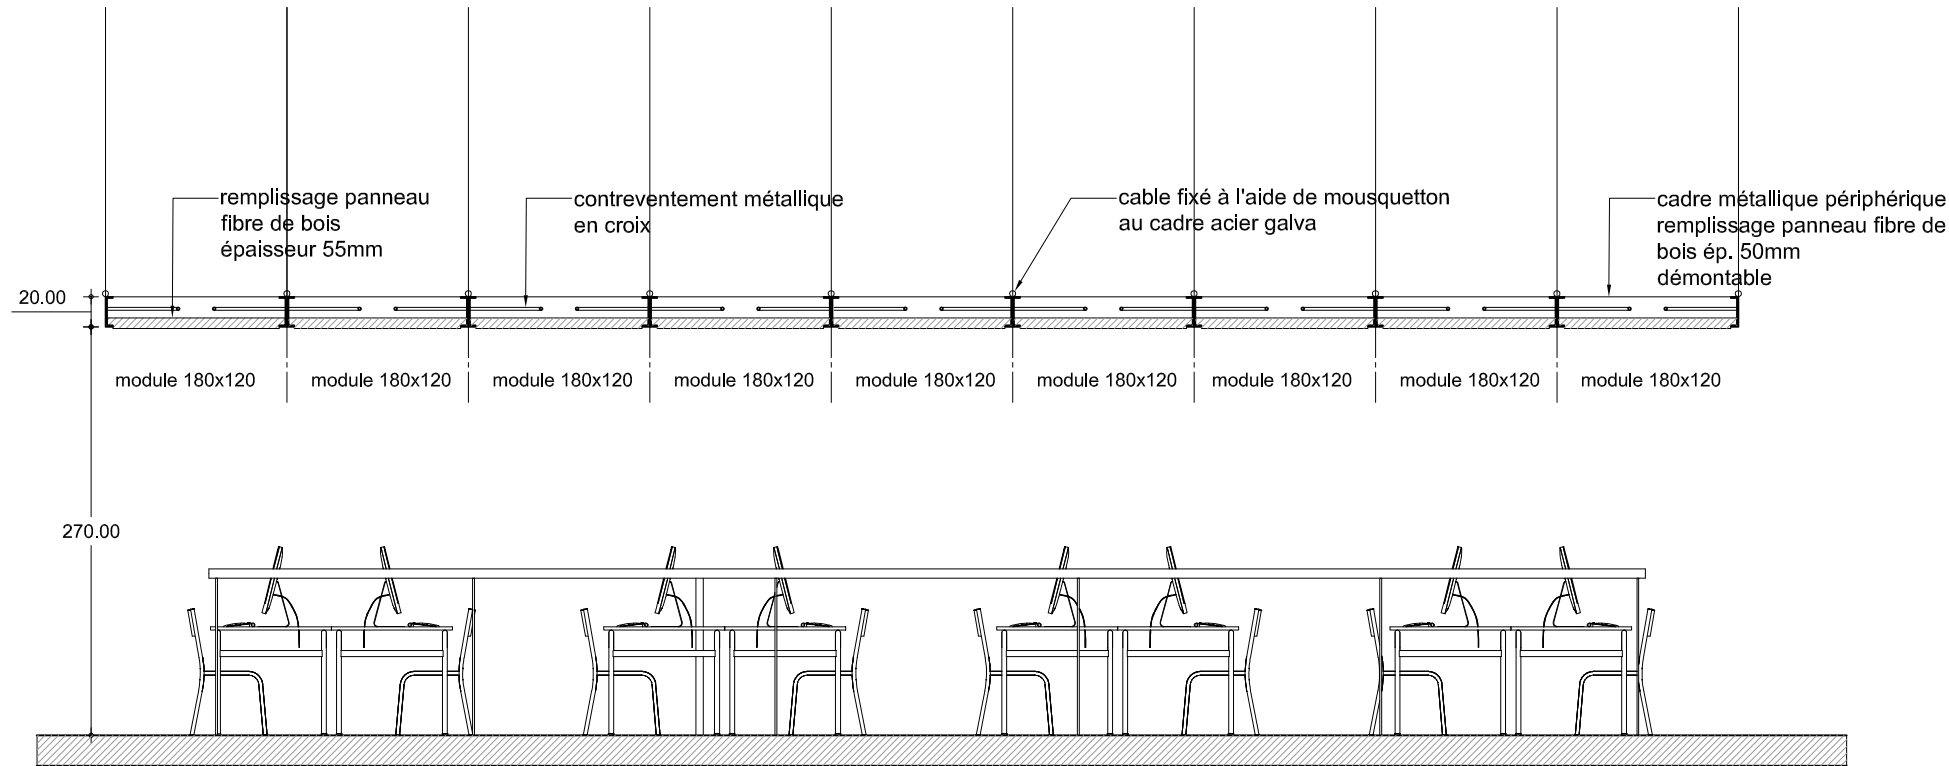 remplissage panneau
fibre de bois
épaisseur 55mm
contreventement métallique
en croix
cable fixé à l'aide de mousquetton
au cadre acier galva
cadre métallique périphérique
remplissage panneau fibre de
bois ép. 50mm
démontable
20.00
module 180x120
module 180x120
module 180x120
module 180x120
module 180x120
module 180x120
module 180x120
module 180x120
module 180x120
270.00